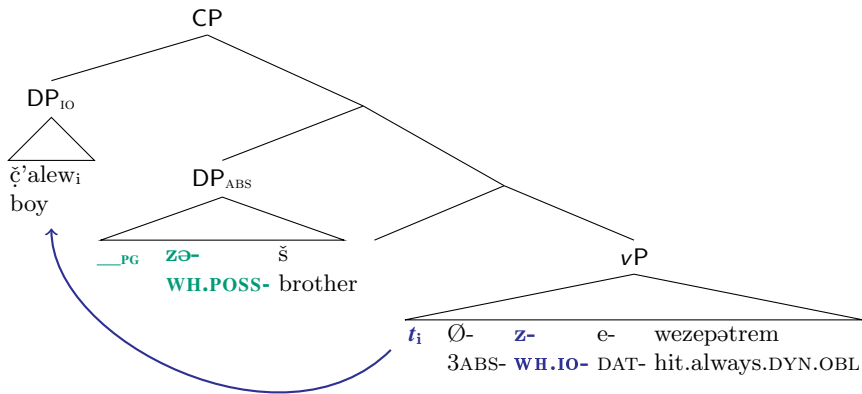 CP
DP_IO
č̣’alew_i
boy
DP_ABS
__PG zə- š
WH.POSS- brother
vP
t_i Ø- z- e- wezepətrem
3ABS- WH.IO- DAT- hit.always.DYN.OBL